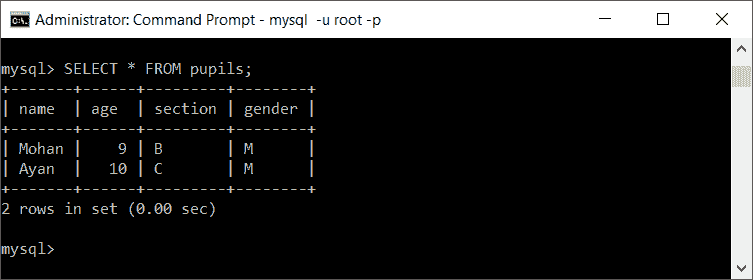 Administrator: Command Prompt - mysql  -u root -p
mysql> SELECT * FROM pupils;
+-------+------+---------+--------+
| name  | age  | section | gender |
+-------+------+---------+--------+
| Mohan |    9 | B       | M      |
| Ayan  |   10 | C       | M      |
+-------+------+---------+--------+
2 rows in set (0.00 sec)
mysql>